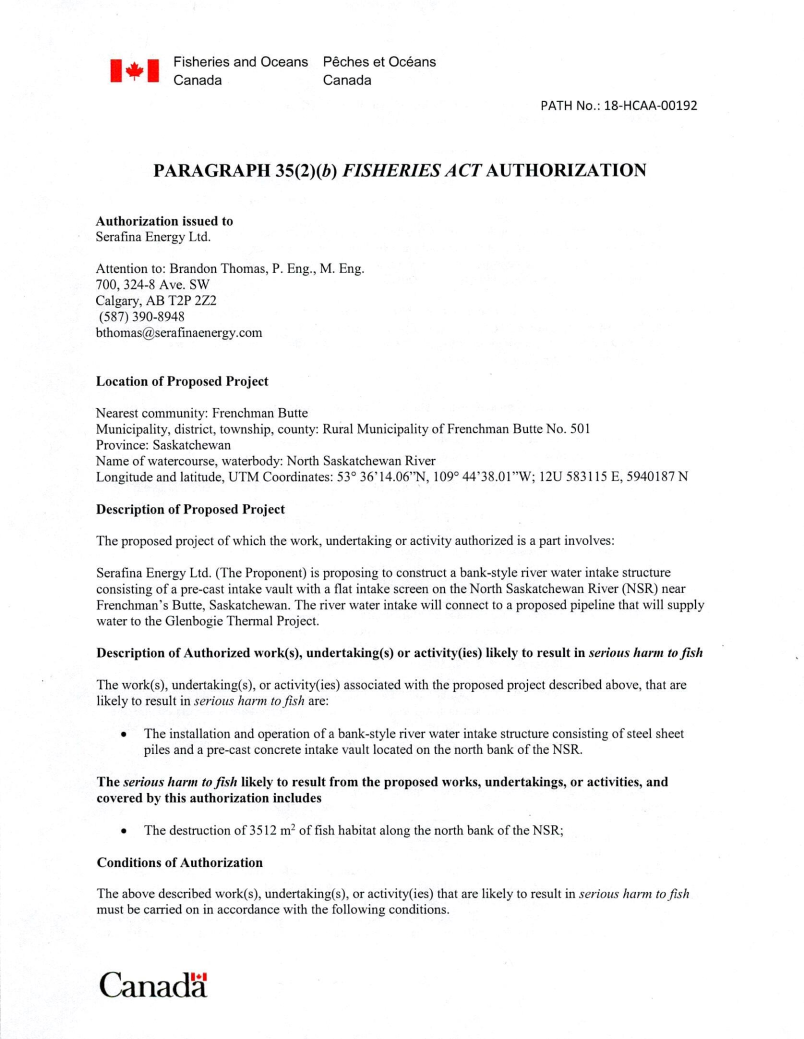 Fisheries and Oceans Pêches et Océans
Canada Canada
PATH No.: 18-HCAA-00192
PARAGRAPH 35(2)(b) FISHERIES ACT AUTHORIZATION
Authorization issued to
Serafina Energy Ltd.
Attention to: Brandon Thomas, P. Eng., M. Eng.
700, 324-8 Ave. SW
Calgary, AB T2P 2Z2
(587) 390-8948
bthomas@serafinaenergy.com
Location of Proposed Project
Nearest community: Frenchman Butte
Municipality, district, township, county: Rural Municipality of Frenchman Butte No. 501
Province: Saskatchewan
Name of watercourse, waterbody: North Saskatchewan River
Longitude and latitude, UTM Coordinates: 53° 36'14.06"N, 109° 44'38.01"W; 12U 583115 E, 5940187 N
Description of Proposed Project
The proposed project of which the work, undertaking or activity authorized is a part involves:
Serafina Energy Ltd. (The Proponent) is proposing to construct a bank-style river water intake structure
consisting of a pre-cast intake vault with a flat intake screen on the North Saskatchewan River (NSR) near
Frenchman's Butte, Saskatchewan. The river water intake will connect to a proposed pipeline that will supply
water to the Glenbogie Thermal Project.
Description of Authorized work(s), undertaking(s) or activity(ies) likely to result in serious harm to fish
The work(s), undertaking(s), or activity(ies) associated with the proposed project described above, that are
likely to result in serious harm to fish are:
• The installation and operation of a bank-style river water intake structure consisting of steel sheet
piles and a pre-cast concrete intake vault located on the north bank of the NSR.
The serious harm to fish likely to result from the proposed works, undertakings, or activities, and
covered by this authorization includes
• The destruction of 3512 m² of fish habitat along the north bank of the NSR;
Conditions of Authorization
The above described work(s), undertaking(s), or activity(ies) that are likely to result in serious harm to fish
must be carried on in accordance with the following conditions.
Canada